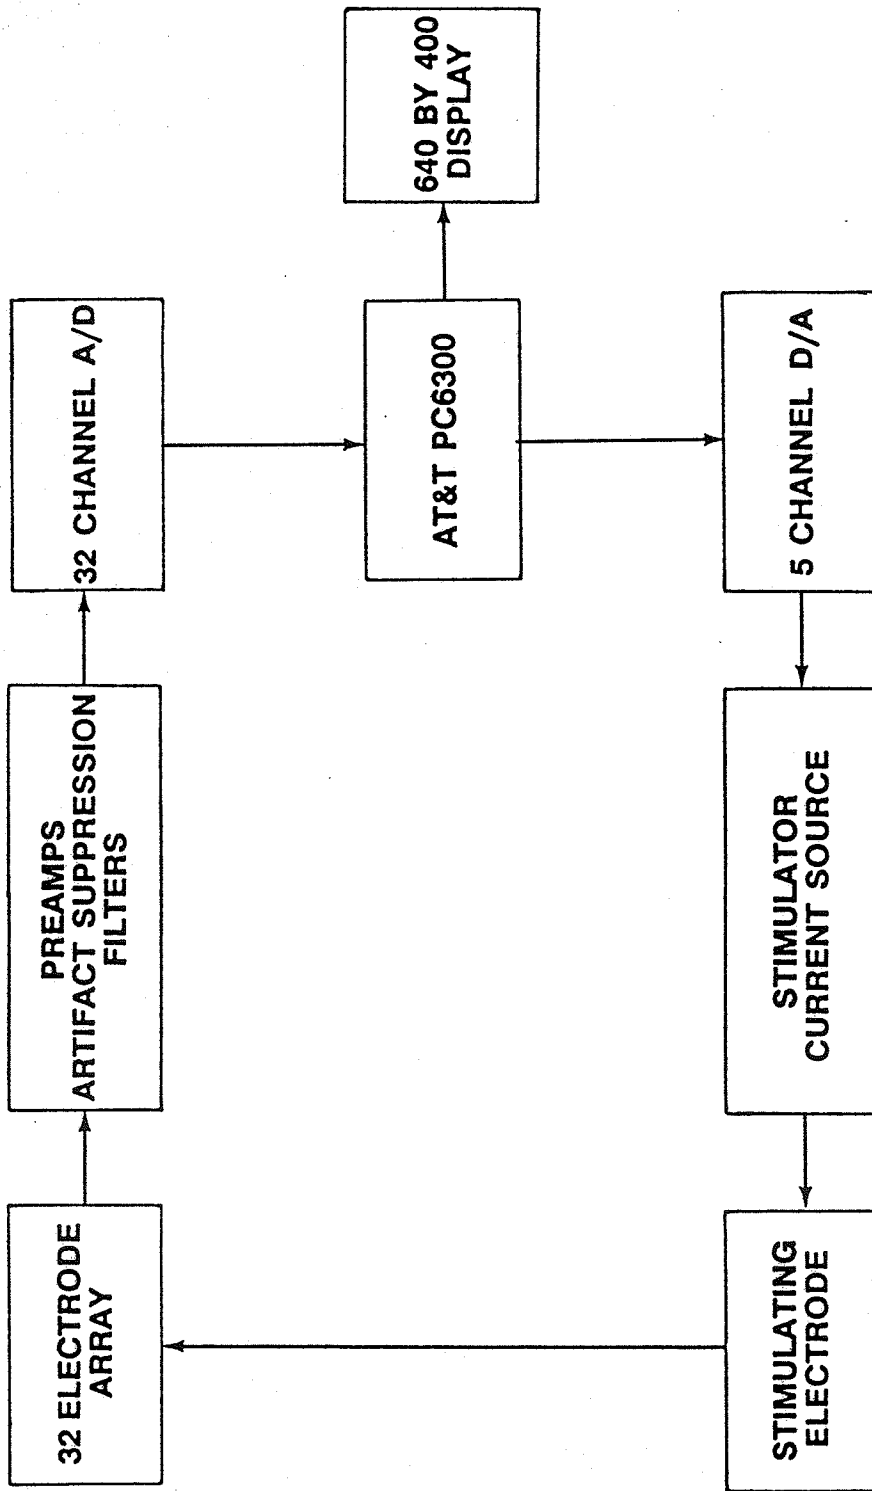 32 ELECTRODE
ARRAY
PREAMPS
ARTIFACT SUPPRESSION
FILTERS
32 CHANNEL A/D
AT&T PC6300
640 BY 400
DISPLAY
5 CHANNEL D/A
STIMULATOR
CURRENT SOURCE
STIMULATING
ELECTRODE